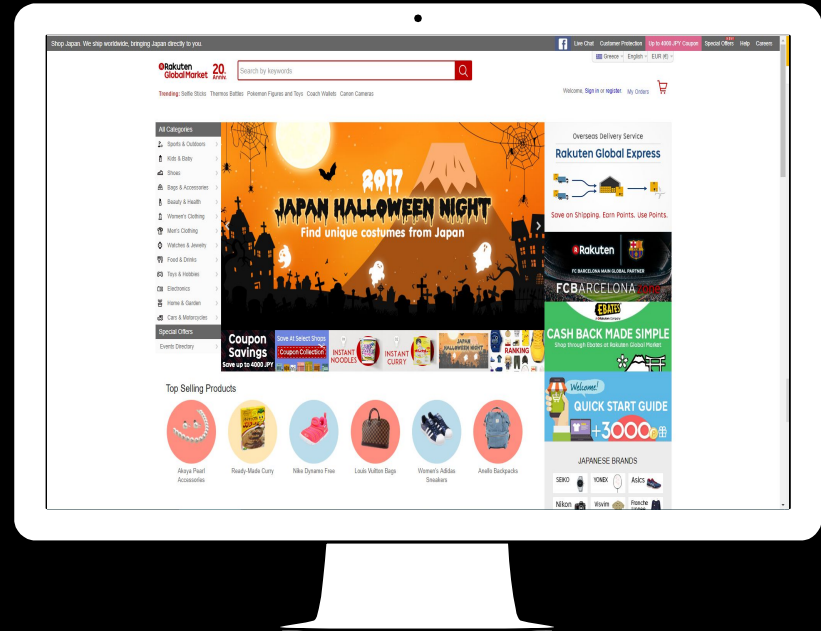 Shop Japan. We ship worldwide, bringing Japan directly to you.
Live Chat Customer Protection Up to 4000 JPY Coupon Special Offers Help Careers
Greece English EUR (€)
Rakuten
Global Market
20th Anniv.
Search by keywords
Trending: Selfie Sticks Thermos Bottles Pokemon Figures and Toys Coach Wallets Canon Cameras
Welcome, Sign in or register. My Orders
All Categories
Sports & Outdoors
Kids & Baby
Shoes
Bags & Accessories
Beauty & Health
Women's Clothing
Men's Clothing
Watches & Jewelry
Food & Drinks
Toys & Hobbies
Electronics
Home & Garden
Cars & Motorcycles
Special Offers
Events Directory
2017
JAPAN HALLOWEEN NIGHT
Find unique costumes from Japan
Coupon
Savings
Save up to 4000 JPY
Save At Select Shops
Coupon Collection
INSTANT
NOODLES
INSTANT
CURRY
JAPAN
HALLOWEEN NIGHT
RANKING
Top Selling Products
Akoya Pearl
Accessories
Ready-Made Curry
Nike Dynamo Free
Louis Vuitton Bags
Women's Adidas
Sneakers
Anello Backpacks
Overseas Delivery Service
Rakuten Global Express
Save on Shipping. Earn Points. Use Points.
Rakuten
FC BARCELONA MAIN GLOBAL PARTNER
FCBARCELONA
EBATES
CASH BACK MADE SIMPLE
Shop through Ebates at Rakuten Global Market
Welcome!
QUICK START GUIDE
+3000
JAPANESE BRANDS
SEIKO
YONEX
Asics
Nikon
Visvim